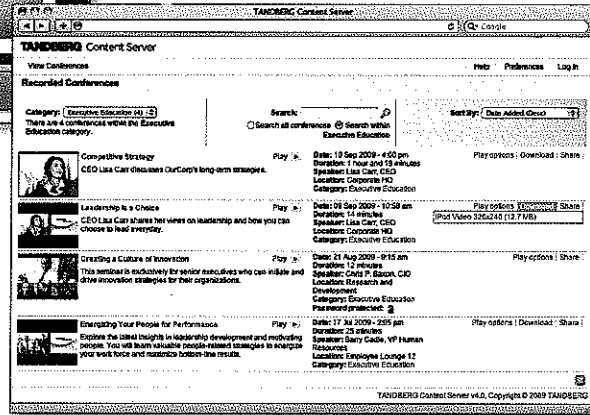 TANDBERG Content Server
Google
TANDBERG Content Server
View Conferences
Help Preferences Log In
Recorded Conferences
Category: Executive Education (4)
There are 4 conferences within the Executive
Education category.
Search:
Search all conferences Search within
Executive Education
Sort By: Date Added (Desc)
Competitive Strategy Play
CEO Lisa Carr discusses OurCorp's long-term strategies.
Date: 10 Sep 2009 - 4:00 pm
Duration: 1 hour and 19 minutes
Speaker: Lisa Carr, CEO
Location: Corporate HQ
Category: Executive Education
Play options Download Share
Leadership is a Choice Play
CEO Lisa Carr shares her views on leadership and how you can
choose to lead everyday.
Date: 09 Sep 2009 - 10:58 am
Duration: 14 minutes
Speaker: Lisa Carr, CEO
Location: Corporate HQ
Category: Executive Education
Play options Download Share
iPod Video 320x240 (12.7 MB)
Creating a Culture of Innovation Play
This seminar is exclusively for senior executives who can initiate and
drive innovation strategies for their organizations.
Date: 21 Aug 2009 - 9:15 am
Duration: 12 minutes
Speaker: Chris P. Baxon, CIO
Location: Research and
Development
Category: Executive Education
Password protected:
Play options Share
Energizing Your People for Performance Play
Explore the latest insights in leadership development and motivating
people. You will learn valuable people-related strategies to energize
your work force and maximize bottom-line results.
Date: 17 Jul 2009 - 2:05 pm
Duration: 25 minutes
Speaker: Barry Cadie, VP Human
Resources
Location: Employee Lounge 12
Category: Executive Education
Play options Download Share
TANDBERG Content Server v4.0, Copyright © 2009 TANDBERG